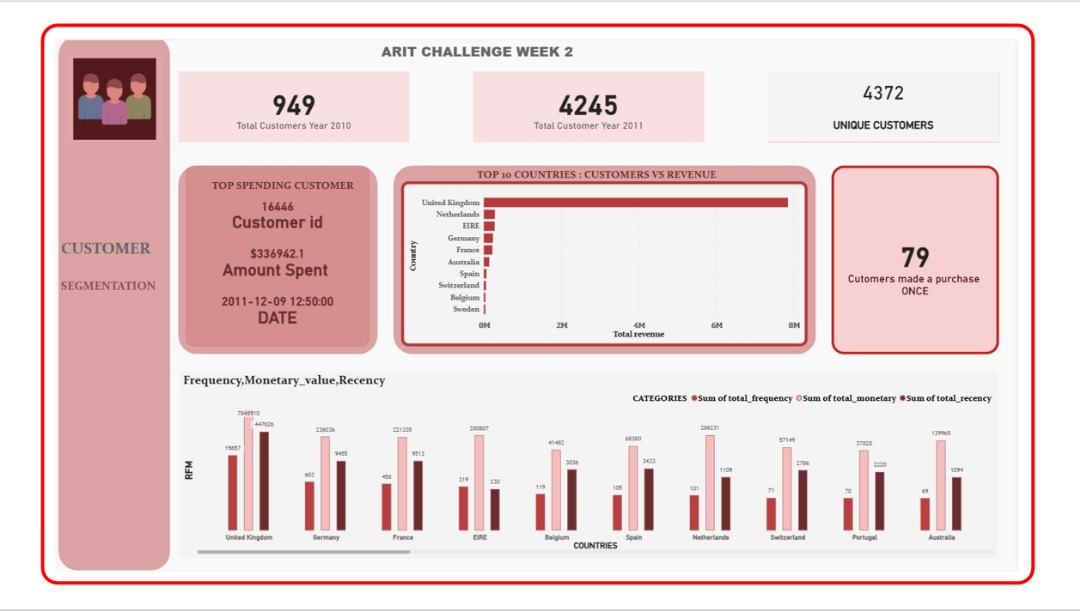 ARIT CHALLENGE WEEK 2
949
Total Customers Year 2010
4245
Total Customer Year 2011
4372
UNIQUE CUSTOMERS
CUSTOMER
SEGMENTATION
TOP SPENDING CUSTOMER
16446
Customer id
$336942.1
Amount Spent
2011-12-09 12:50:00
DATE
TOP 10 COUNTRIES : CUSTOMERS VS REVENUE
Country
United Kingdom
Netherlands
EIRE
Germany
France
Australia
Spain
Switzerland
Belgium
Sweden
0M 2M 4M 6M 8M
Total revenue
79
Cutomers made a purchase
ONCE
Frequency,Monetary_value,Recency
CATEGORIES Sum of total_frequency Sum of total_monetary Sum of total_recency
RFM
19857 447626
603 236036 9455
458 221335 9513
319 280807 230
119 41482 3036
105 68380 3433
101 286231 1109
71 57149 2786
70 37820 2220
69 139965 1094
United Kingdom Germany France EIRE Belgium Spain Netherlands Switzerland Portugal Australia
COUNTRIES